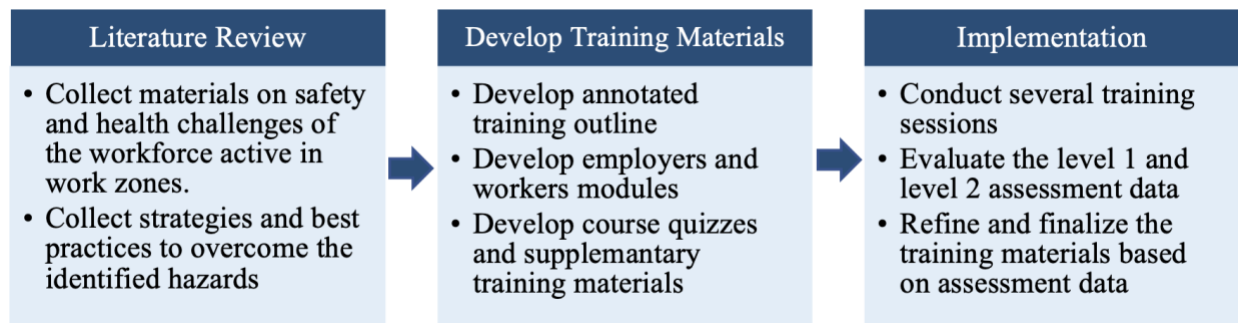 Literature Review
• Collect materials on safety
and health challenges of
the workforce active in
work zones.
• Collect strategies and best
practices to overcome the
identified hazards
Develop Training Materials
• Develop annotated
training outline
• Develop employers and
workers modules
• Develop course quizzes
and supplemantary
training materials
Implementation
• Conduct several training
sessions
• Evaluate the level 1 and
level 2 assessment data
• Refine and finalize the
training materials based
on assessment data